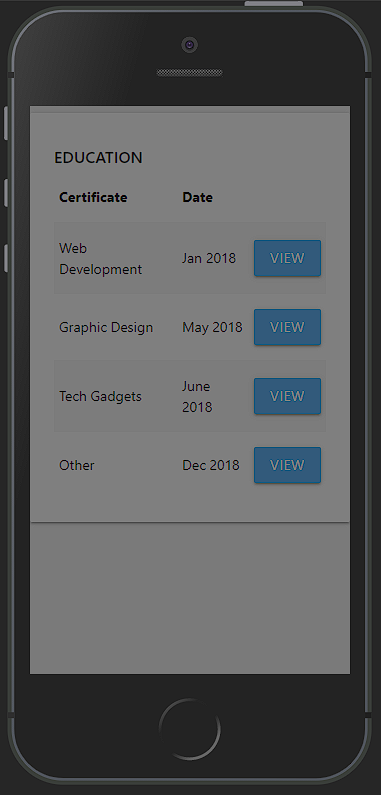 EDUCATION
Certificate Date
Web Development Jan 2018 VIEW
Graphic Design May 2018 VIEW
Tech Gadgets June 2018 VIEW
Other Dec 2018 VIEW